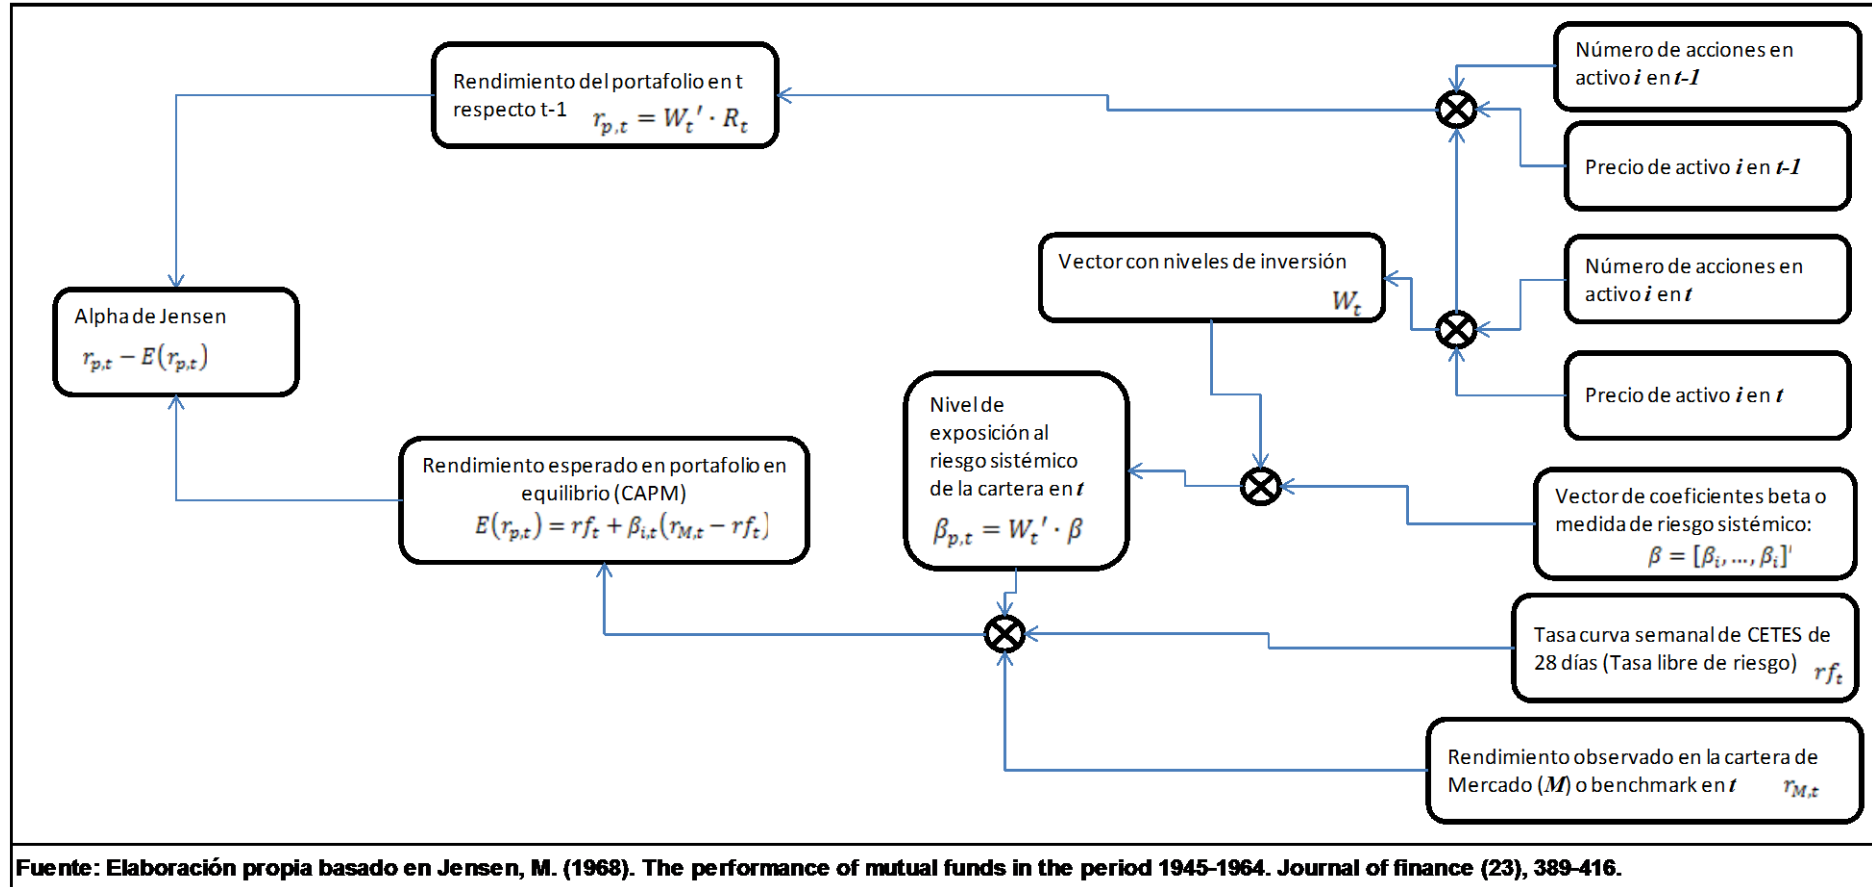 Rendimiento del portafolio en t
respecto t-1 r_{p,t} = W_t' · R_t
Número de acciones en
activo i en t-1
Precio de activo i en t-1
Vector con niveles de inversión
W_t
Número de acciones en
activo i en t
Precio de activo i en t
Alpha de Jensen
r_{p,t} − E(r_{p,t})
Nivel de
exposición al
riesgo sistémico
de la cartera en t
β_{p,t} = W_t' · β
Rendimiento esperado en portafolio en
equilibrio (CAPM)
E(r_{p,t}) = rf_t + β_{i,t}(r_{M,t} − rf_t)
Vector de coeficientes beta o
medida de riesgo sistémico:
β = [β_i, ..., β_i]'
Tasa curva semanal de CETES de
28 días (Tasa libre de riesgo) rf_t
Rendimiento observado en la cartera de
Mercado (M) o benchmark en t r_{M,t}
Fuente: Elaboración propia basado en Jensen, M. (1968). The performance of mutual funds in the period 1945-1964. Journal of finance (23), 389-416.